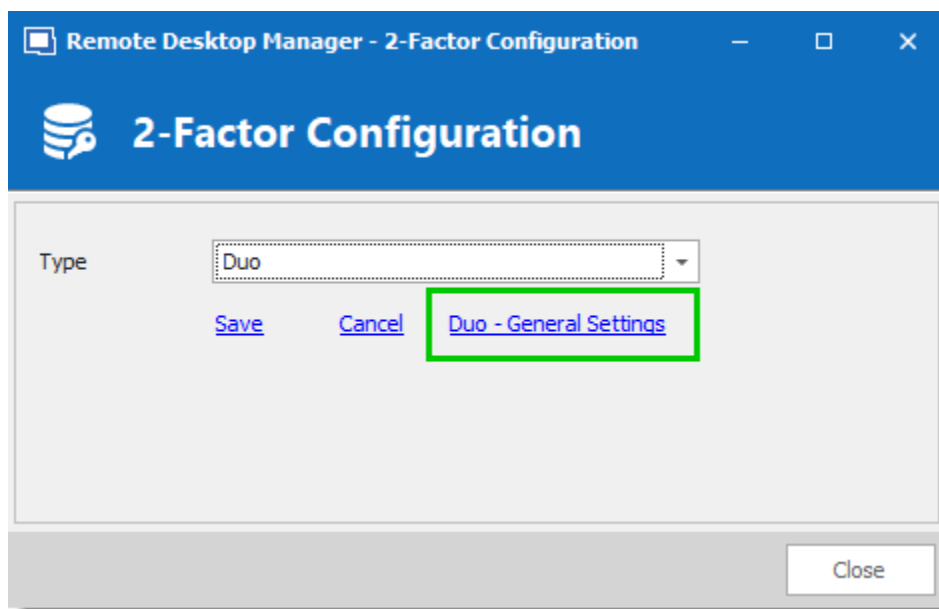 Remote Desktop Manager - 2-Factor Configuration
2-Factor Configuration
Type Duo
Save Cancel Duo - General Settings
Close